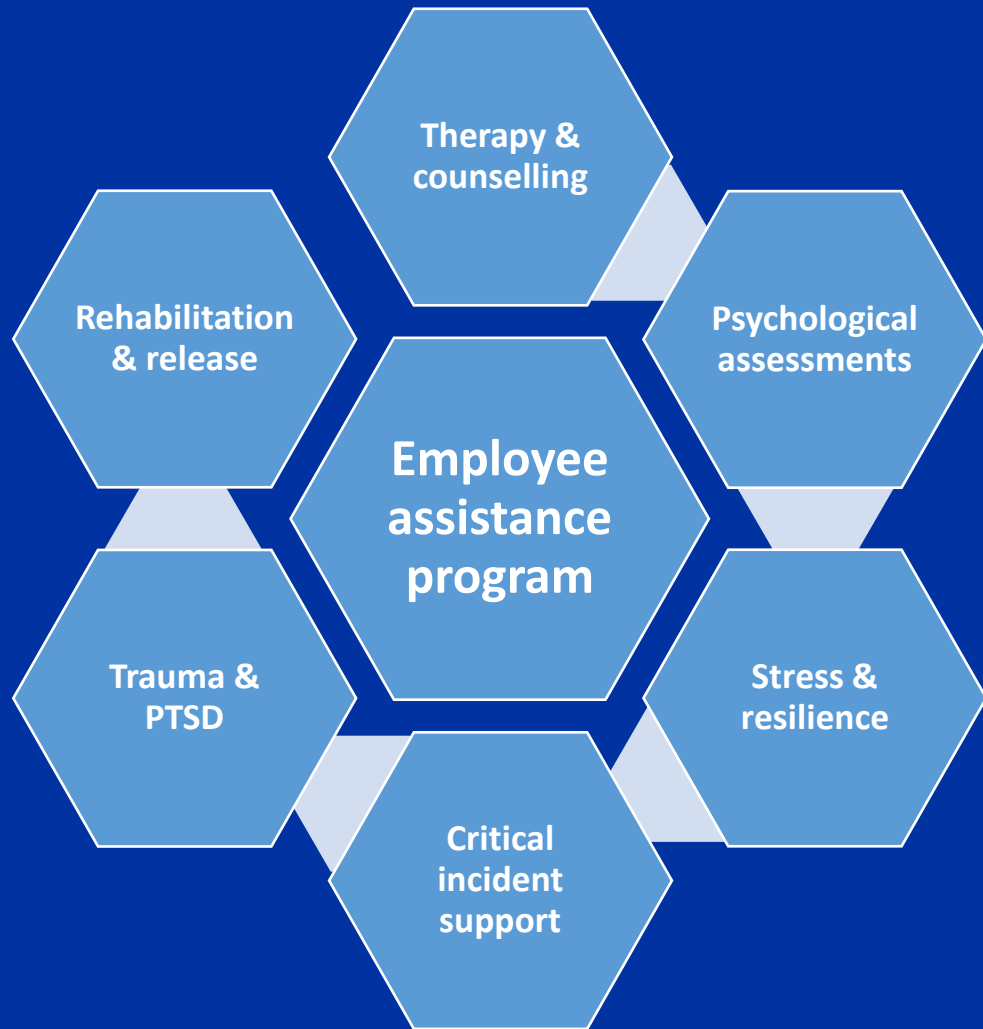 Therapy &
counselling
Psychological
assessments
Stress &
resilience
Critical
incident
support
Trauma &
PTSD
Rehabilitation
& release
Employee
assistance
program